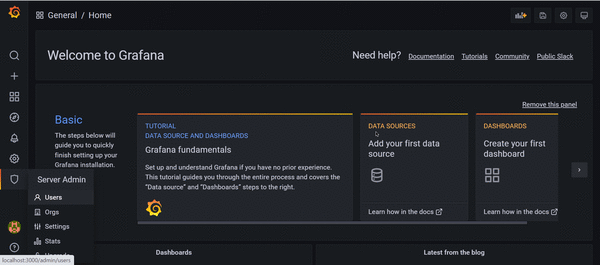 General / Home
Welcome to Grafana
Need help?
Documentation
Tutorials
Community
Public Slack
Remove this panel
Basic
The steps below will
guide you to quickly
finish setting up your
Grafana installation.
TUTORIAL
DATA SOURCE AND DASHBOARDS
Grafana fundamentals
Set up and understand Grafana if you have no prior experience.
This tutorial guides you through the entire process and covers the
"Data source" and "Dashboards" steps to the right.
DATA SOURCES
Add your first data
source
Learn how in the docs
DASHBOARDS
Create your first
dashboard
Learn how in the docs
Server Admin
Users
Orgs
Settings
Stats
Dashboards
Latest from the blog
localhost:3000/admin/users